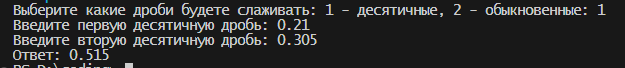 Выберите какие дроби будете слаживать: 1 - десятичные, 2 - обыкновенные: 1
Введите первую десятичную дробь: 0.21
Введите вторую десятичную дробь: 0.305
Ответ: 0.515